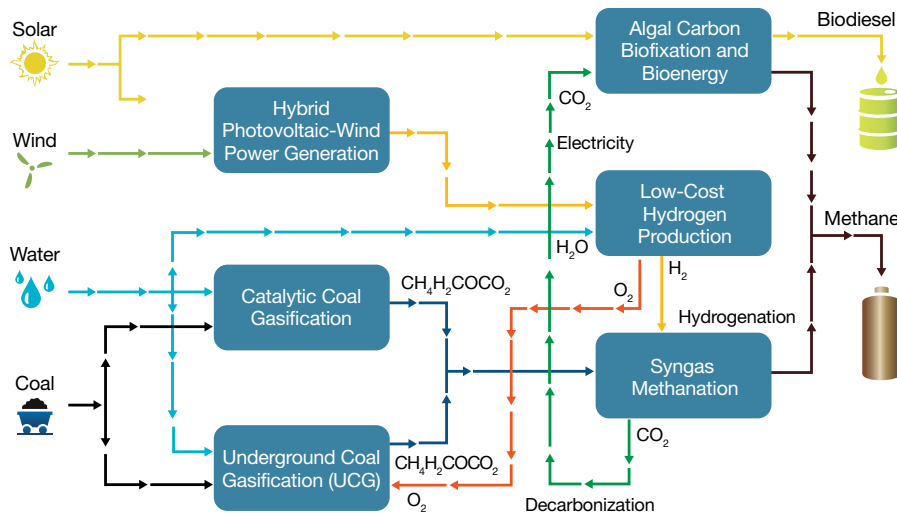 Solar
Algal Carbon
Biofixation and
Bioenergy
Biodiesel
CO₂
Wind
Hybrid
Photovoltaic-Wind
Power Generation
Electricity
Low-Cost
Hydrogen
Production
Methane
Water
H₂O
H₂
CH₄H₂COCO₂
O₂
Catalytic Coal
Gasification
Hydrogenation
Coal
Syngas
Methanation
CO₂
Underground Coal
Gasification (UCG)
CH₄H₂COCO₂
O₂
Decarbonization